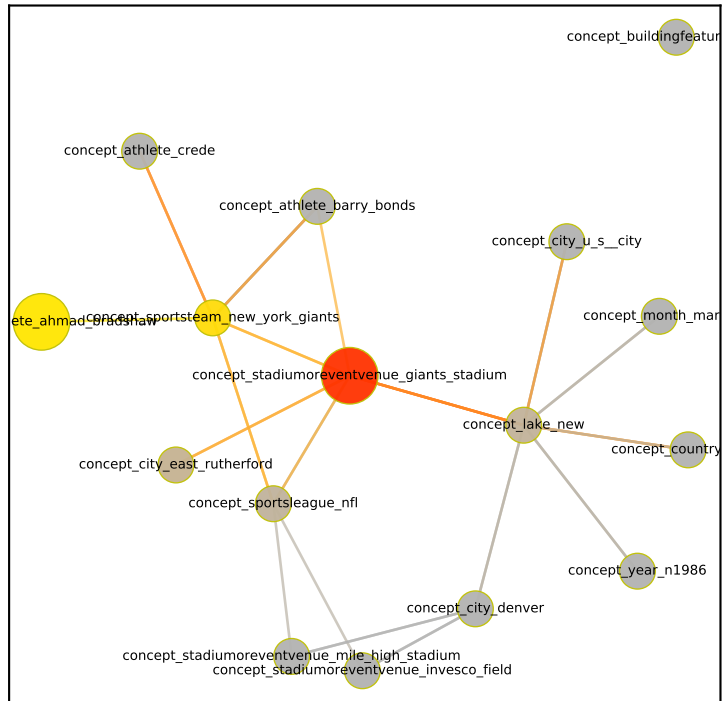 concept_buildingfeatur
concept_athlete_crede
concept_athlete_barry_bonds
concept_city_u_s__city
concept_month_mar
ete_ahmad_bradshaw
concept_sportsteam_new_york_giants
concept_stadiumoreventvenue_giants_stadium
concept_lake_new
concept_country
concept_city_east_rutherford
concept_sportsleague_nfl
concept_year_n1986
concept_city_denver
concept_stadiumoreventvenue_mile_high_stadium
concept_stadiumoreventvenue_invesco_field